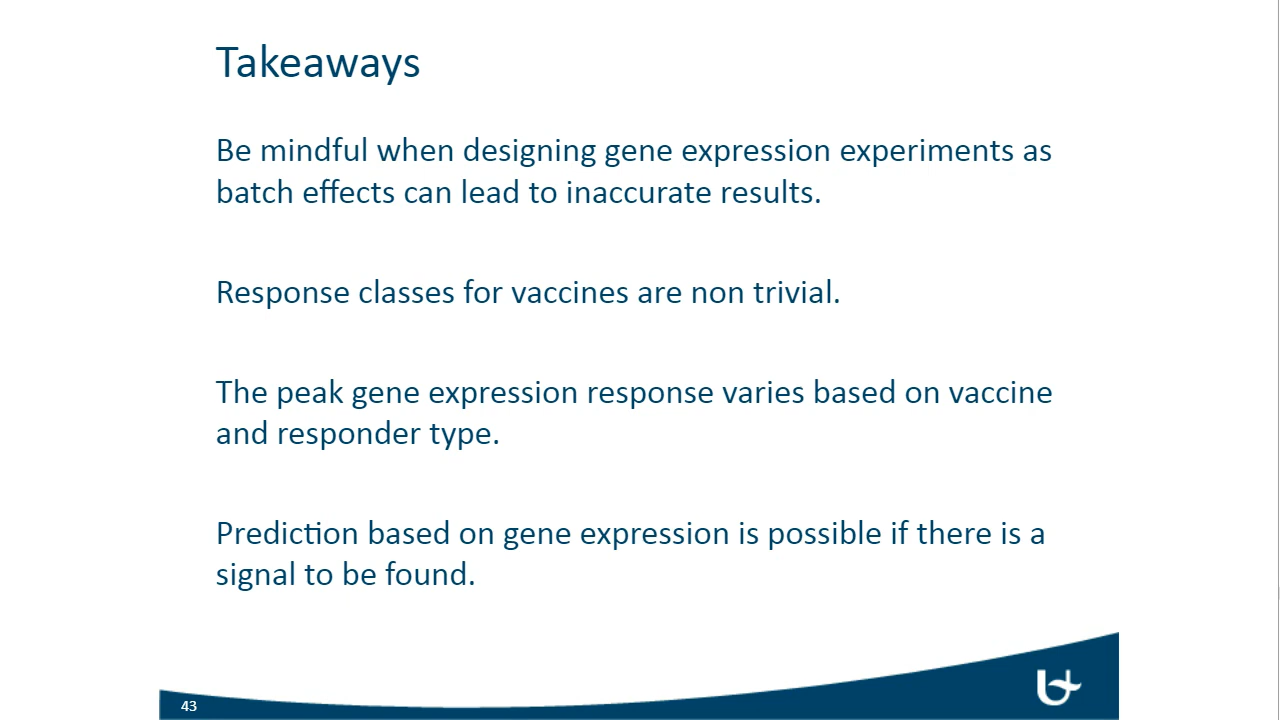 Takeaways
Be mindful when designing gene expression experiments as
batch effects can lead to inaccurate results.
Response classes for vaccines are non trivial.
The peak gene expression response varies based on vaccine
and responder type.
Prediction based on gene expression is possible if there is a
signal to be found.
43